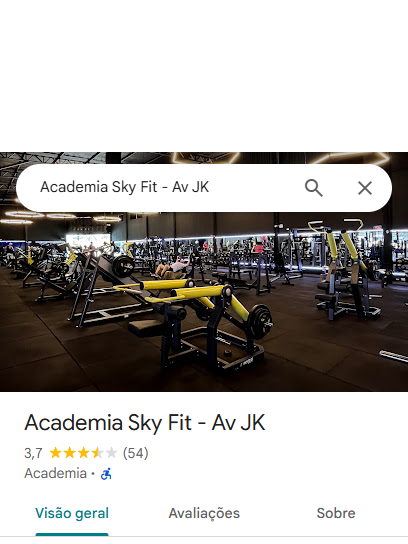 Academia Sky Fit - Av JK
Academia Sky Fit - Av JK
3,7 (54)
Academia ·
Visão geral Avaliações Sobre